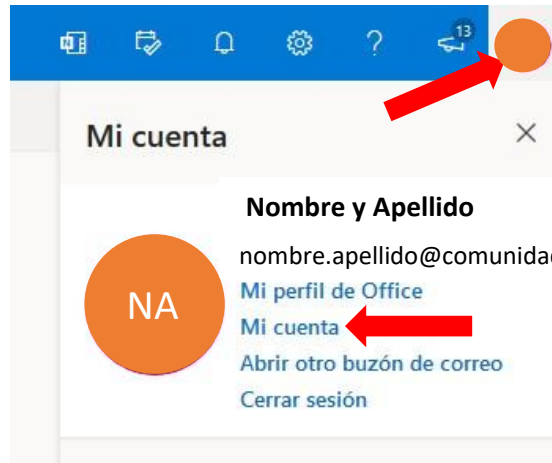 13
Mi cuenta
Nombre y Apellido
nombre.apellido@comunidad
NA
Mi perfil de Office
Mi cuenta
Abrir otro buzón de correo
Cerrar sesión